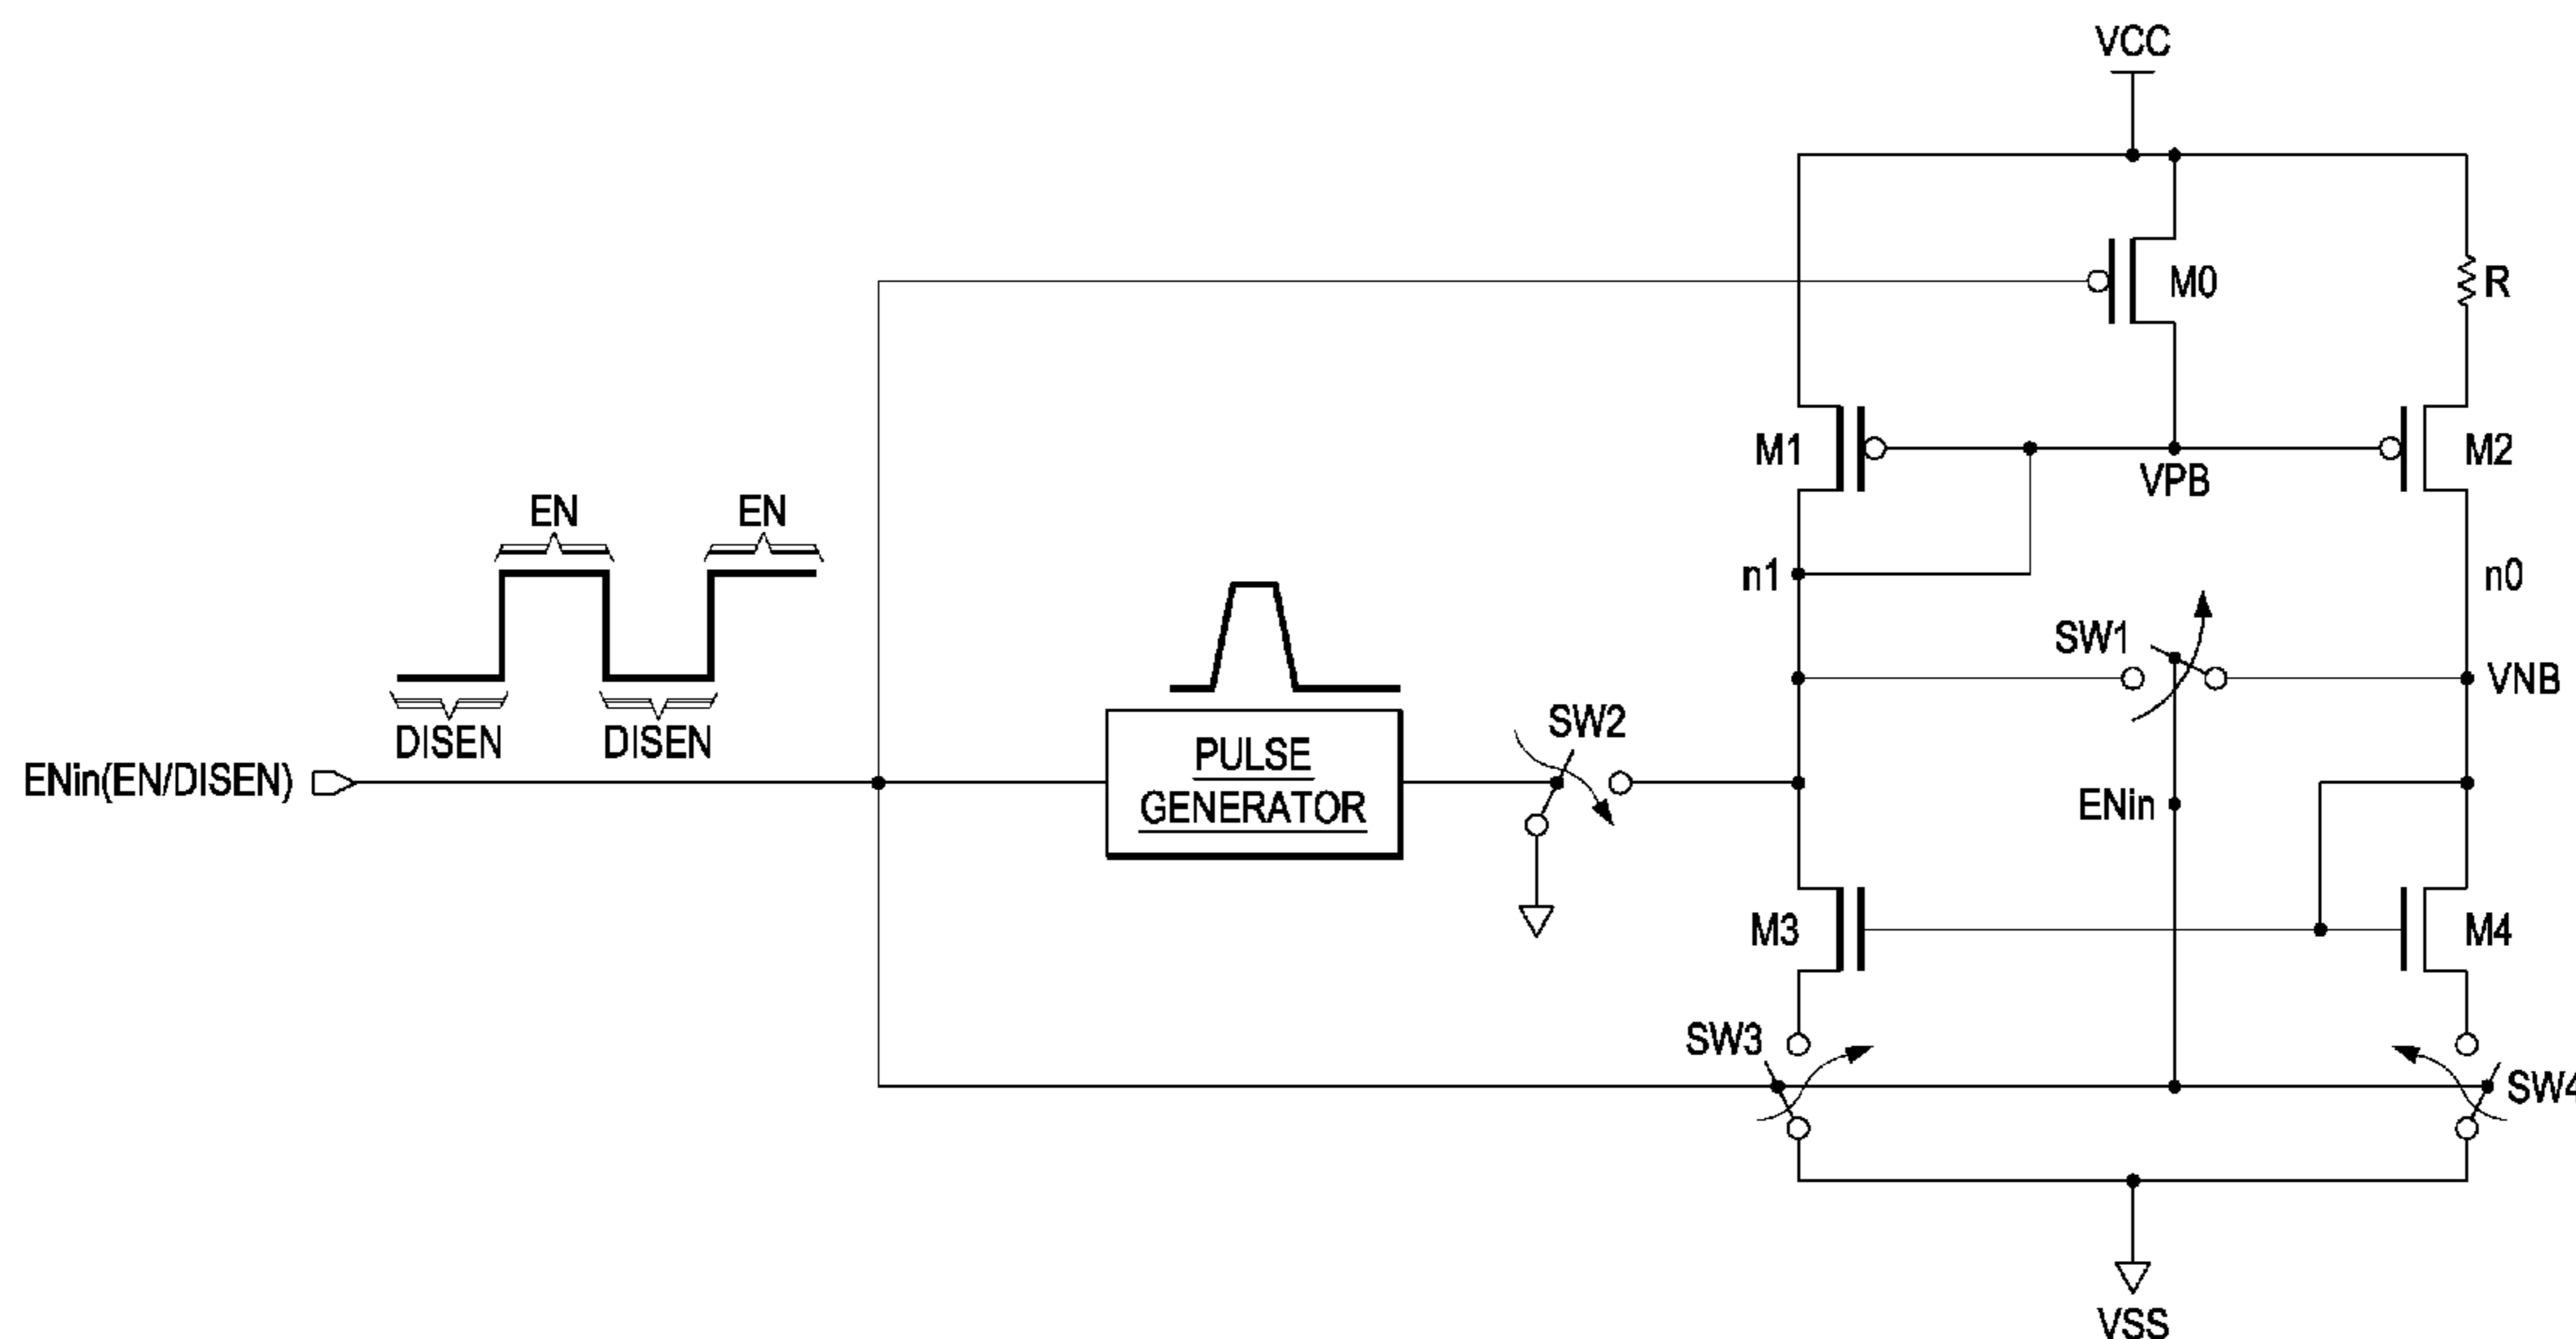 VCC
M0
R
M1
VPB
M2
EN
EN
n1
n0
SW1
VNB
SW2
DISEN
DISEN
PULSE
GENERATOR
ENin(EN/DISEN)
ENin
M3
M4
SW3
SW4
VSS